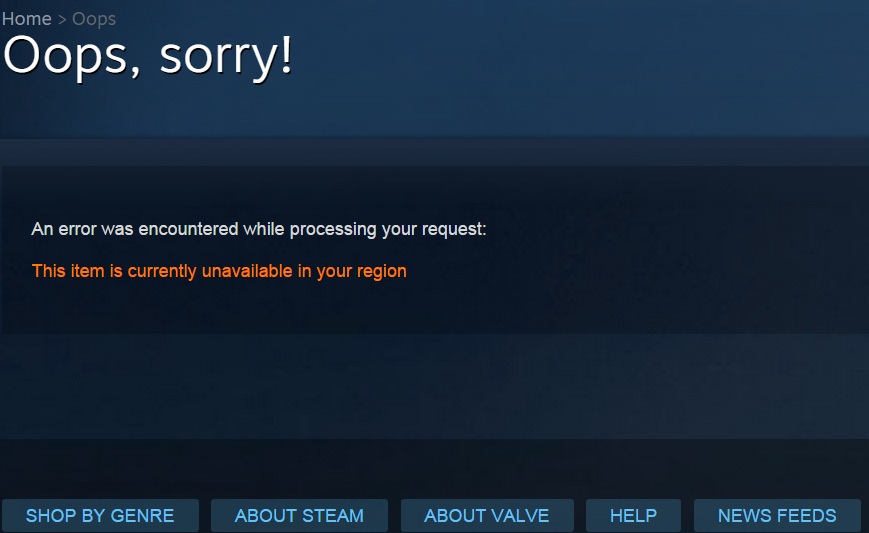 Home > Oops
Oops, sorry!
An error was encountered while processing your request:
This item is currently unavailable in your region
SHOP BY GENRE
ABOUT STEAM
ABOUT VALVE
HELP
NEWS FEEDS